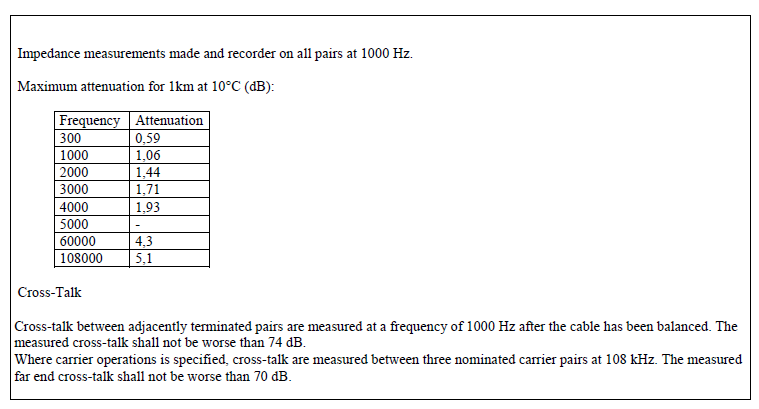 Impedance measurements made and recorder on all pairs at 1000 Hz.
Maximum attenuation for 1km at 10°C (dB):
Frequency Attenuation
300 0,59
1000 1,06
2000 1,44
3000 1,71
4000 1,93
5000 -
60000 4,3
108000 5,1
Cross-Talk
Cross-talk between adjacently terminated pairs are measured at a frequency of 1000 Hz after the cable has been balanced. The
measured cross-talk shall not be worse than 74 dB.
Where carrier operations is specified, cross-talk are measured between three nominated carrier pairs at 108 kHz. The measured
far end cross-talk shall not be worse than 70 dB.